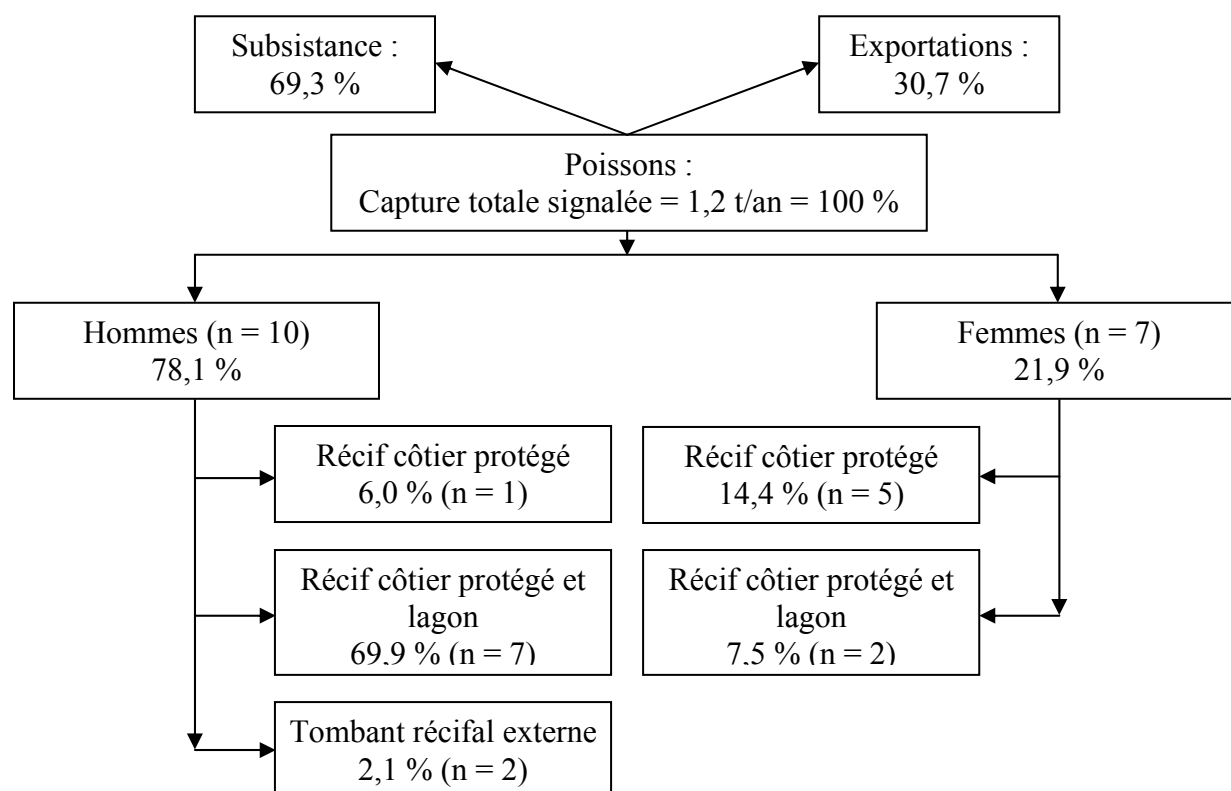 Subsistance :
69,3 %
Exportations :
30,7 %
Poissons :
Capture totale signalée = 1,2 t/an = 100 %
Hommes (n = 10)
78,1 %
Femmes (n = 7)
21,9 %
Récif côtier protégé
6,0 % (n = 1)
Récif côtier protégé
14,4 % (n = 5)
Récif côtier protégé et
lagon
69,9 % (n = 7)
Récif côtier protégé et
lagon
7,5 % (n = 2)
Tombant récifal externe
2,1 % (n = 2)